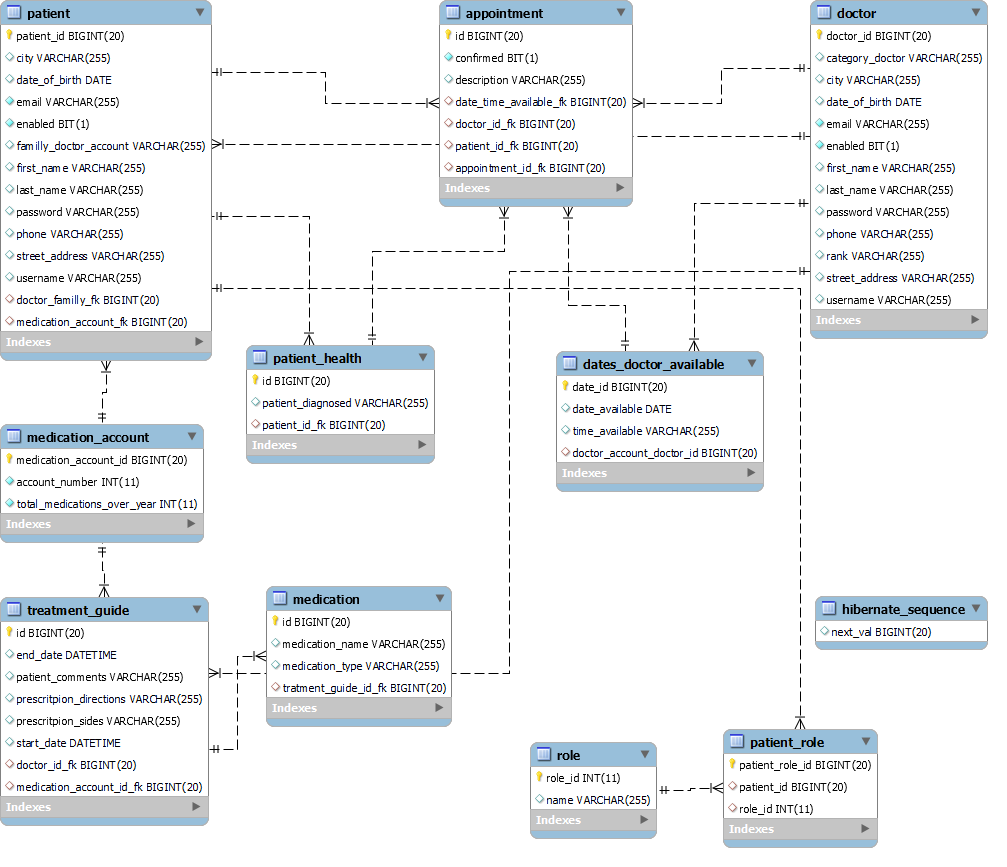 patient
patient_id BIGINT(20)
city VARCHAR(255)
date_of_birth DATE
email VARCHAR(255)
enabled BIT(1)
familly_doctor_account VARCHAR(255)
first_name VARCHAR(255)
last_name VARCHAR(255)
password VARCHAR(255)
phone VARCHAR(255)
street_address VARCHAR(255)
username VARCHAR(255)
doctor_familly_fk BIGINT(20)
medication_account_fk BIGINT(20)
Indexes
appointment
id BIGINT(20)
confirmed BIT(1)
description VARCHAR(255)
date_time_available_fk BIGINT(20)
doctor_id_fk BIGINT(20)
patient_id_fk BIGINT(20)
appointment_id_fk BIGINT(20)
Indexes
doctor
doctor_id BIGINT(20)
category_doctor VARCHAR(255)
city VARCHAR(255)
date_of_birth DATE
email VARCHAR(255)
enabled BIT(1)
first_name VARCHAR(255)
last_name VARCHAR(255)
password VARCHAR(255)
phone VARCHAR(255)
rank VARCHAR(255)
street_address VARCHAR(255)
username VARCHAR(255)
Indexes
patient_health
id BIGINT(20)
patient_diagnosed VARCHAR(255)
patient_id_fk BIGINT(20)
Indexes
dates_doctor_available
date_id BIGINT(20)
date_available DATE
time_available VARCHAR(255)
doctor_account_doctor_id BIGINT(20)
Indexes
medication_account
medication_account_id BIGINT(20)
account_number INT(11)
total_medications_over_year INT(11)
Indexes
treatment_guide
id BIGINT(20)
end_date DATETIME
patient_comments VARCHAR(255)
prescritpion_directions VARCHAR(255)
prescritpion_sides VARCHAR(255)
start_date DATETIME
doctor_id_fk BIGINT(20)
medication_account_id_fk BIGINT(20)
Indexes
medication
id BIGINT(20)
medication_name VARCHAR(255)
medication_type VARCHAR(255)
tratment_guide_id_fk BIGINT(20)
Indexes
hibernate_sequence
next_val BIGINT(20)
role
role_id INT(11)
name VARCHAR(255)
Indexes
patient_role
patient_role_id BIGINT(20)
patient_id BIGINT(20)
role_id INT(11)
Indexes